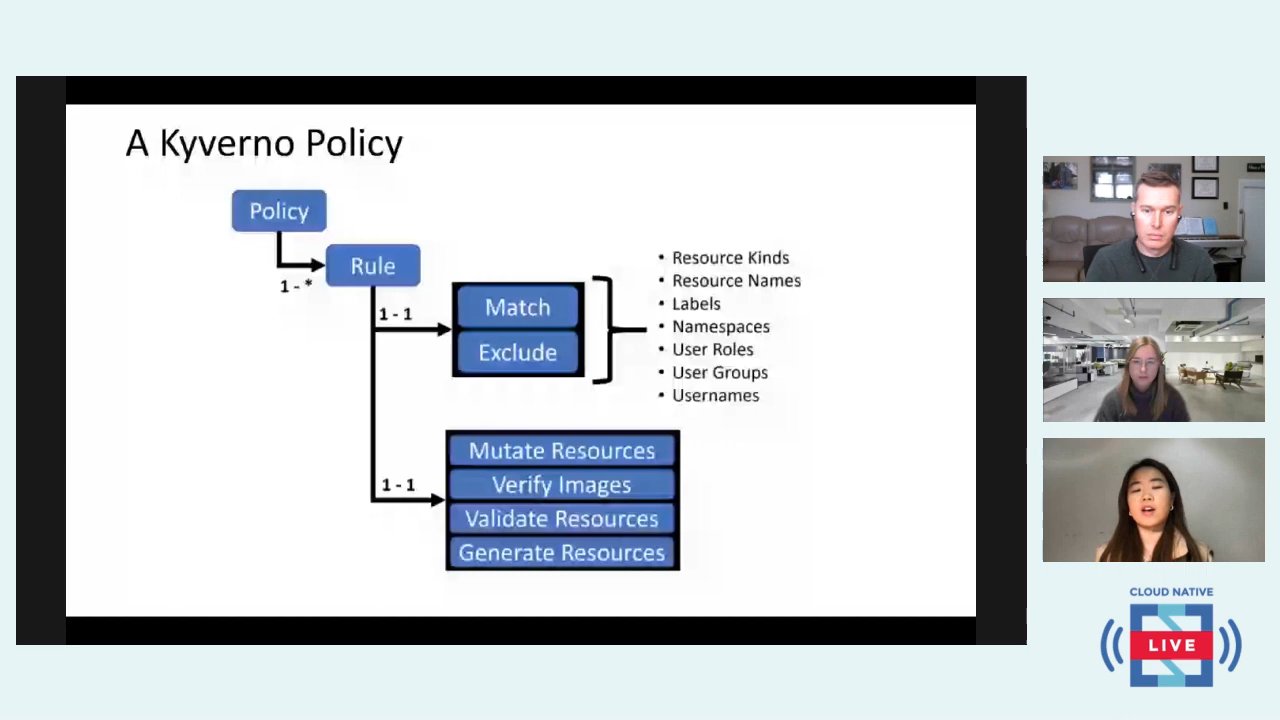 A Kyverno Policy
Policy
Rule
1 - *
1 - 1
Match
Exclude
• Resource Kinds
• Resource Names
• Labels
• Namespaces
• User Roles
• User Groups
• Usernames
1 - 1
Mutate Resources
Verify Images
Validate Resources
Generate Resources
CLOUD NATIVE
LIVE